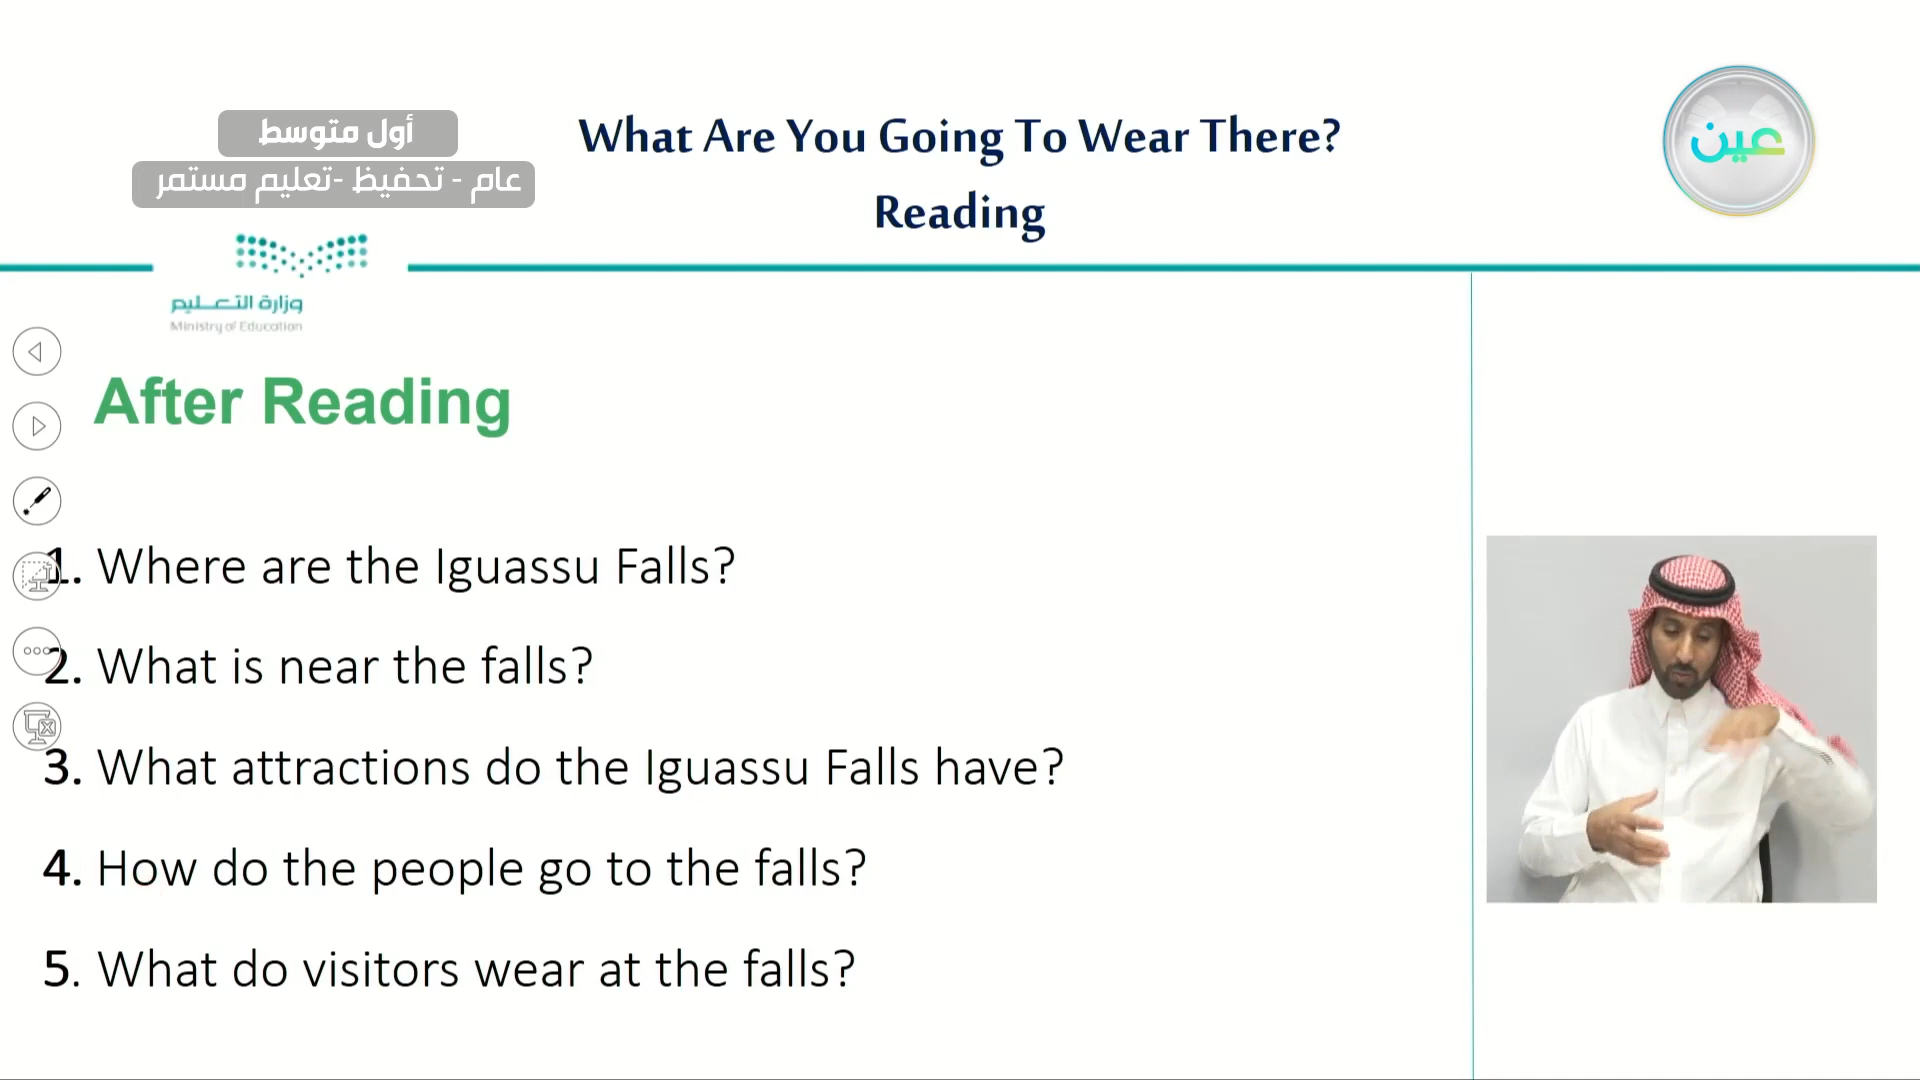 أول متوسط
عام - تحفيظ -تعليم مستمر
What Are You Going To Wear There?
Reading
عين
وزارة التعليم
Ministry of Education
After Reading
1. Where are the Iguassu Falls?
2. What is near the falls?
3. What attractions do the Iguassu Falls have?
4. How do the people go to the falls?
5. What do visitors wear at the falls?